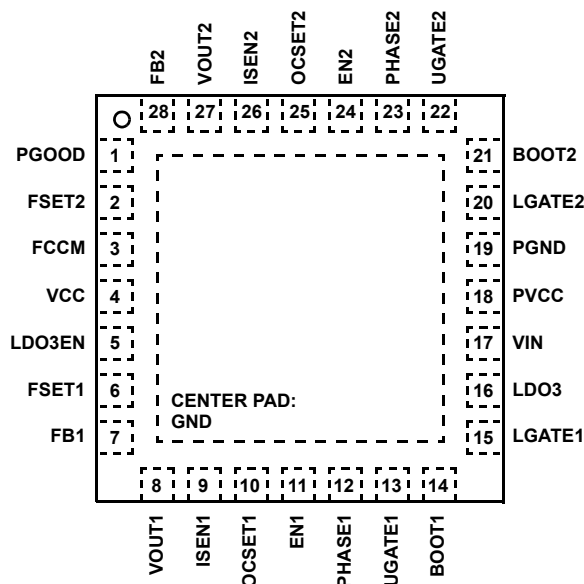 FB2
VOUT2
ISEN2
OCSET2
EN2
PHASE2
UGATE2
28
27
26
25
24
23
22
PGOOD 1
FSET2 2
FCCM 3
VCC 4
LDO3EN 5
FSET1 6
FB1 7
21 BOOT2
20 LGATE2
19 PGND
18 PVCC
17 VIN
16 LDO3
15 LGATE1
CENTER PAD:
GND
8
9
10
11
12
13
14
VOUT1
ISEN1
OCSET1
EN1
PHASE1
UGATE1
BOOT1